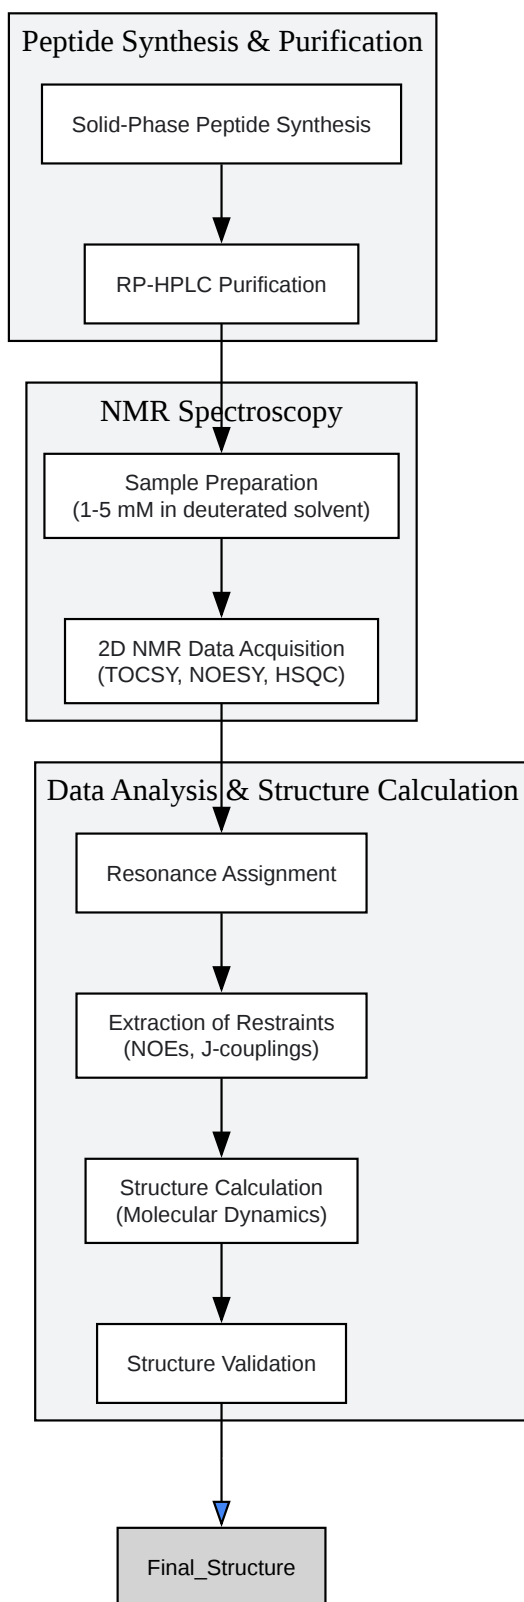 Peptide Synthesis & Purification
Solid-Phase Peptide Synthesis
RP-HPLC Purification
NMR Spectroscopy
Sample Preparation
(1-5 mM in deuterated solvent)
2D NMR Data Acquisition
(TOCSY, NOESY, HSQC)
Data Analysis & Structure Calculation
Resonance Assignment
Extraction of Restraints
(NOEs, J-couplings)
Structure Calculation
(Molecular Dynamics)
Structure Validation
Final_Structure